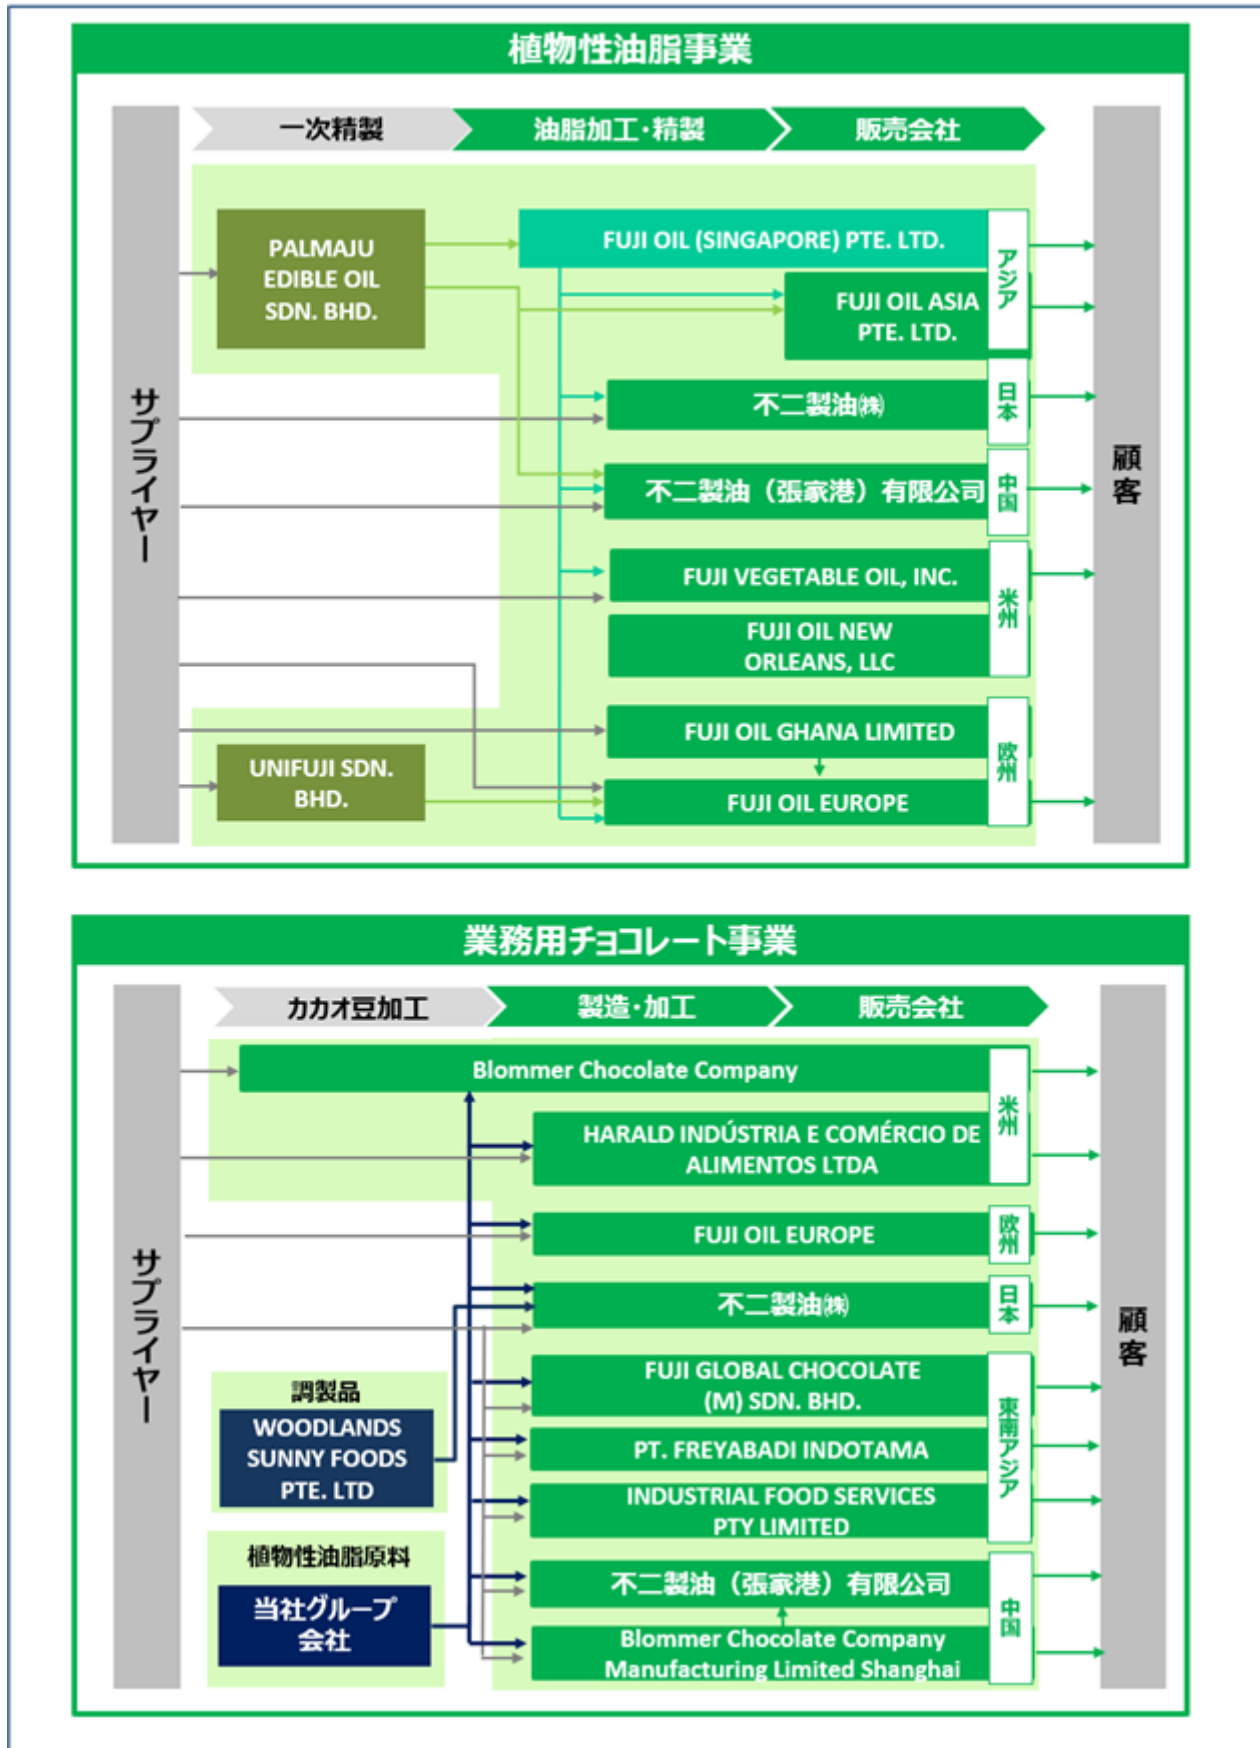 植物性油脂事業
一次精製
油脂加工・精製
販売会社
サプライヤー
PALMAJU
EDIBLE OIL
SDN. BHD.
FUJI OIL (SINGAPORE) PTE. LTD.
FUJI OIL ASIA
PTE. LTD.
アジア
不二製油㈱
日本
不二製油（張家港）有限公司
中国
FUJI VEGETABLE OIL, INC.
FUJI OIL NEW
ORLEANS, LLC
米州
UNIFUJI SDN.
BHD.
FUJI OIL GHANA LIMITED
FUJI OIL EUROPE
欧州
顧客
業務用チョコレート事業
カカオ豆加工
製造・加工
販売会社
サプライヤー
Blommer Chocolate Company
HARALD INDÚSTRIA E COMÉRCIO DE
ALIMENTOS LTDA
米州
FUJI OIL EUROPE
欧州
不二製油㈱
日本
調製品
WOODLANDS
SUNNY FOODS
PTE. LTD
FUJI GLOBAL CHOCOLATE
(M) SDN. BHD.
PT. FREYABADI INDOTAMA
INDUSTRIAL FOOD SERVICES
PTY LIMITED
東南アジア
植物性油脂原料
当社グループ
会社
不二製油（張家港）有限公司
Blommer Chocolate Company
Manufacturing Limited Shanghai
中国
顧客